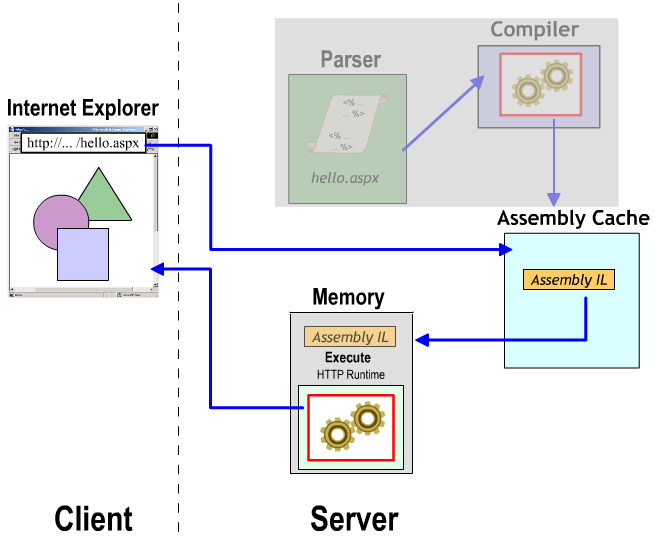 Compiler
Parser
<% ...
... %>
<% ...
... %>
hello.aspx
Internet Explorer
http://... /hello.aspx
Assembly Cache
Assembly IL
Memory
Assembly IL
Execute
HTTP Runtime
Client
Server